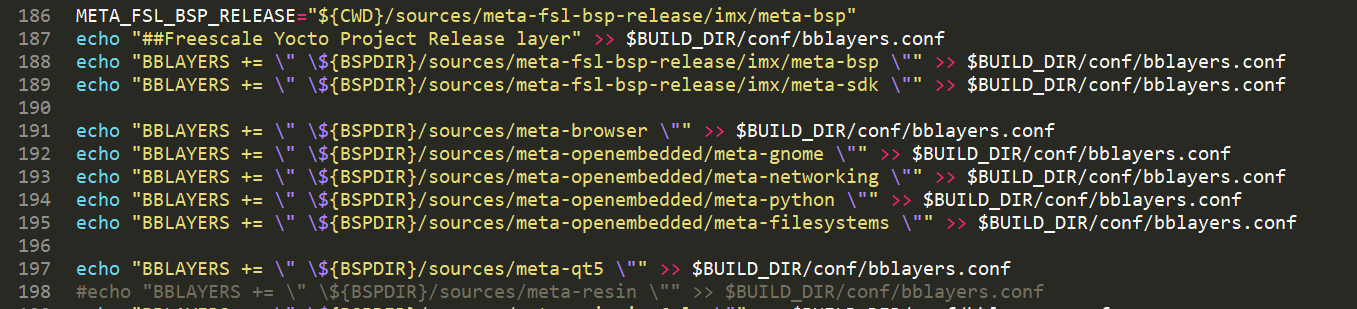 186 META_FSL_BSP_RELEASE="${CWD}/sources/meta-fsl-bsp-release/imx/meta-bsp"
187 echo "##Freescale Yocto Project Release layer" >> $BUILD_DIR/conf/bblayers.conf
188 echo "BBLAYERS += \" \${BSPDIR}/sources/meta-fsl-bsp-release/imx/meta-bsp \"" >> $BUILD_DIR/conf/bblayers.conf
189 echo "BBLAYERS += \" \${BSPDIR}/sources/meta-fsl-bsp-release/imx/meta-sdk \"" >> $BUILD_DIR/conf/bblayers.conf
190
191 echo "BBLAYERS += \" \${BSPDIR}/sources/meta-browser \"" >> $BUILD_DIR/conf/bblayers.conf
192 echo "BBLAYERS += \" \${BSPDIR}/sources/meta-openembedded/meta-gnome \"" >> $BUILD_DIR/conf/bblayers.conf
193 echo "BBLAYERS += \" \${BSPDIR}/sources/meta-openembedded/meta-networking \"" >> $BUILD_DIR/conf/bblayers.conf
194 echo "BBLAYERS += \" \${BSPDIR}/sources/meta-openembedded/meta-python \"" >> $BUILD_DIR/conf/bblayers.conf
195 echo "BBLAYERS += \" \${BSPDIR}/sources/meta-openembedded/meta-filesystems \"" >> $BUILD_DIR/conf/bblayers.conf
196
197 echo "BBLAYERS += \" \${BSPDIR}/sources/meta-qt5 \"" >> $BUILD_DIR/conf/bblayers.conf
198 #echo "BBLAYERS += \" \${BSPDIR}/sources/meta-resin \"" >> $BUILD_DIR/conf/bblayers.conf